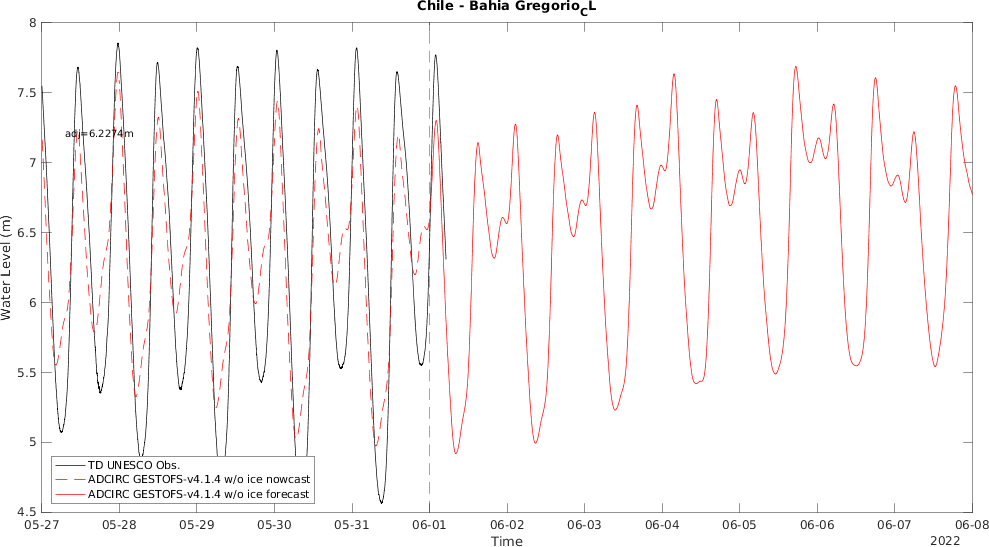 Chile - Bahia Gregorio_CL
8
7.5
7
6.5
6
5.5
5
4.5
Water Level (m)
adj=6.2274m
TD UNESCO Obs.
ADCIRC GESTOFS-v4.1.4 w/o ice nowcast
ADCIRC GESTOFS-v4.1.4 w/o ice forecast
05-27 05-28 05-29 05-30 05-31 06-01 06-02 06-03 06-04 06-05 06-06 06-07 06-08
Time
2022